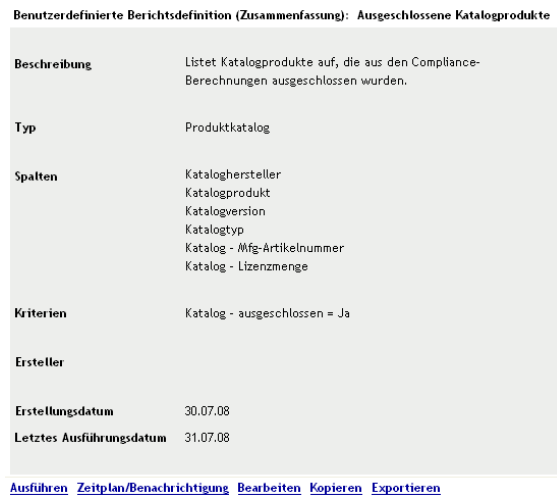 Benutzerdefinierte Berichtsdefinition (Zusammenfassung): Ausgeschlossene Katalogprodukte
Beschreibung Listet Katalogprodukte auf, die aus den Compliance-
Berechnungen ausgeschlossen wurden.
Typ Produktkatalog
Spalten Kataloghersteller
Katalogprodukt
Katalogversion
Katalogtyp
Katalog - Mfg-Artikelnummer
Katalog - Lizenzmenge
Kriterien Katalog - ausgeschlossen = Ja
Ersteller
Erstellungsdatum 30.07.08
Letztes Ausführungsdatum 31.07.08
Ausführen Zeitplan/Benachrichtigung Bearbeiten Kopieren Exportieren